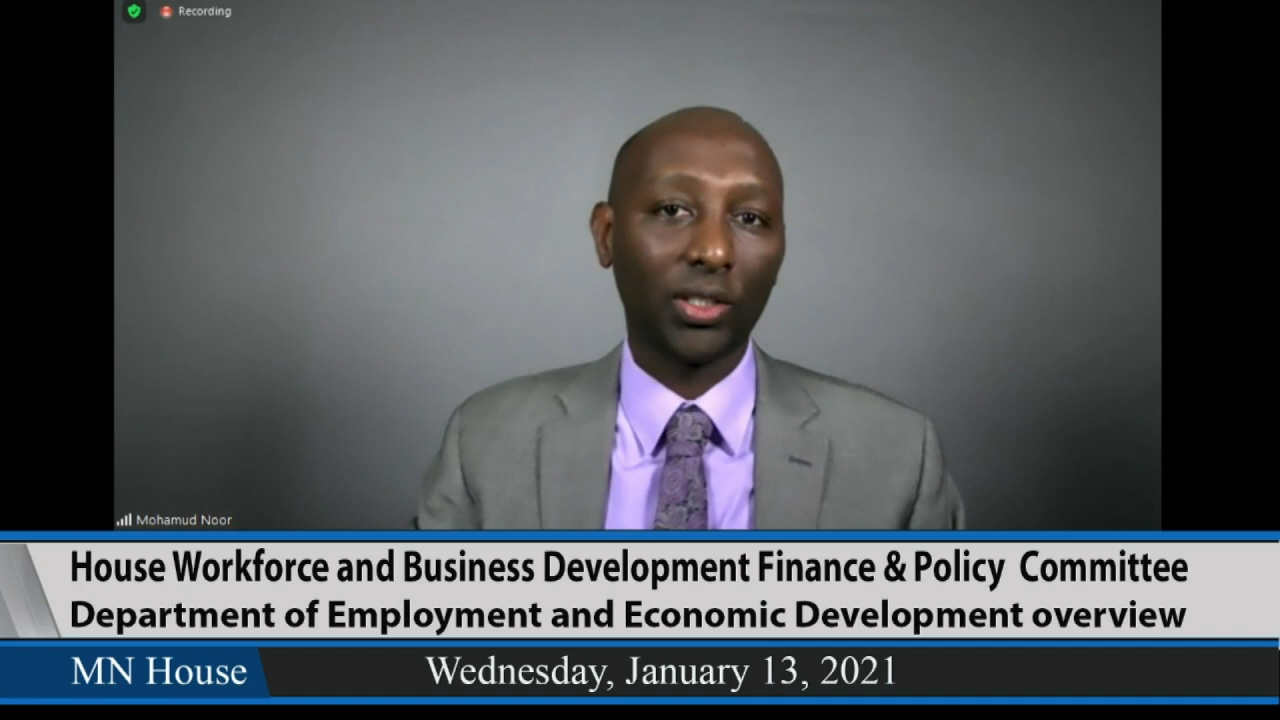 Recording
Mohamud Noor
House Workforce and Business Development Finance & Policy Committee
Department of Employment and Economic Development overview
MN House
Wednesday, January 13, 2021